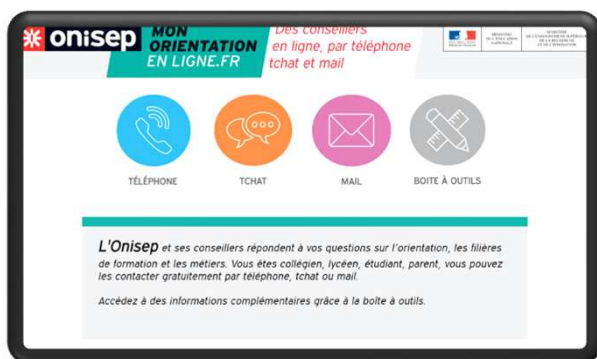 onisep
MON
ORIENTATION
EN LIGNE.FR
Des conseillers
en ligne, par téléphone
tchat et mail
TÉLÉPHONE
TCHAT
MAIL
BOITE À OUTILS
L'Onisep et ses conseillers répondent à vos questions sur l'orientation, les filières
de formation et les métiers. Vous êtes collégien, lycéen, étudiant, parent, vous pouvez
les contacter gratuitement par téléphone, tchat ou mail.
Accédez à des informations complémentaires grâce à la boîte à outils.